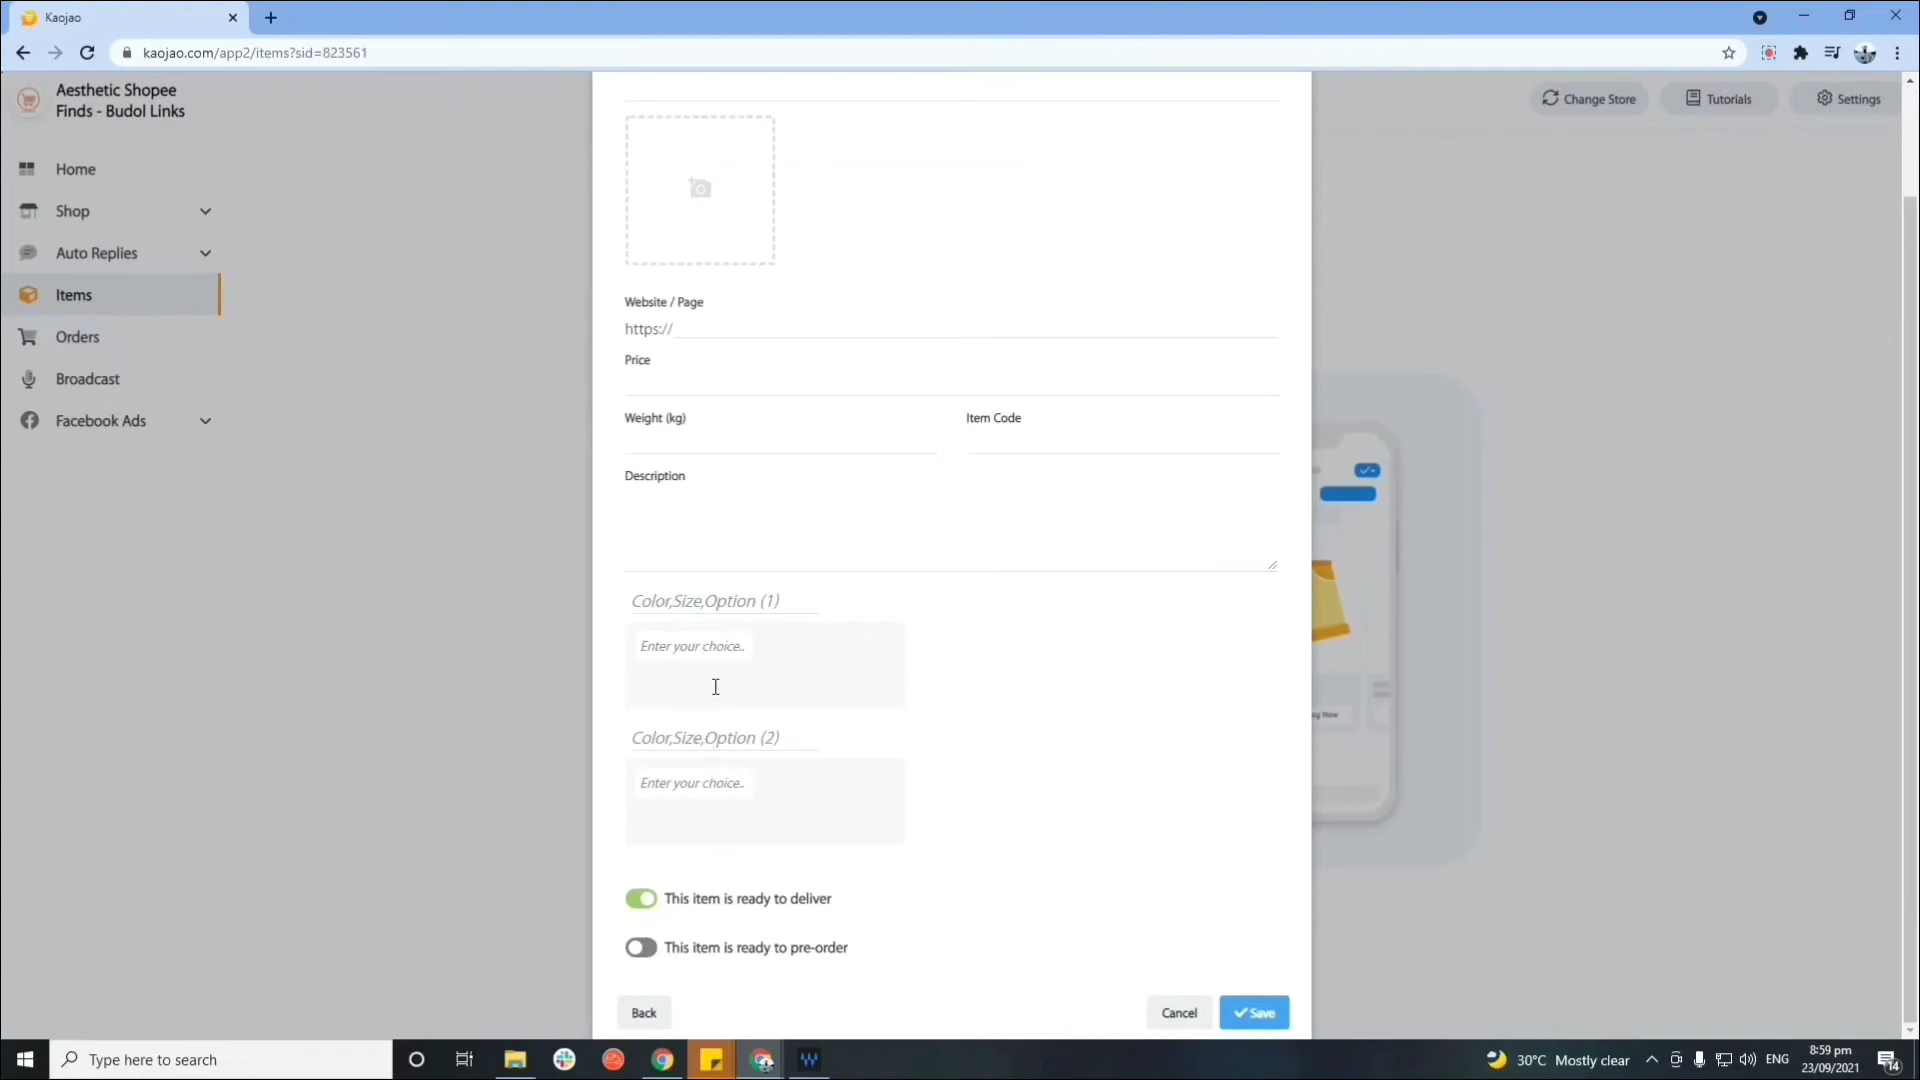 Kaojao
kaojao.com/app2/items?sid=823561
Aesthetic Shopee
Finds - Budol Links
Change Store
Tutorials
Settings
Home
Shop
Auto Replies
Items
Orders
Broadcast
Facebook Ads
Website / Page
https://
Price
Weight (kg)
Item Code
Description
Color,Size,Option (1)
Enter your choice..
Color,Size,Option (2)
Enter your choice..
This item is ready to deliver
This item is ready to pre-order
Back
Cancel
Save
Type here to search
30°C Mostly clear
ENG
8:59 pm
23/09/2021
14